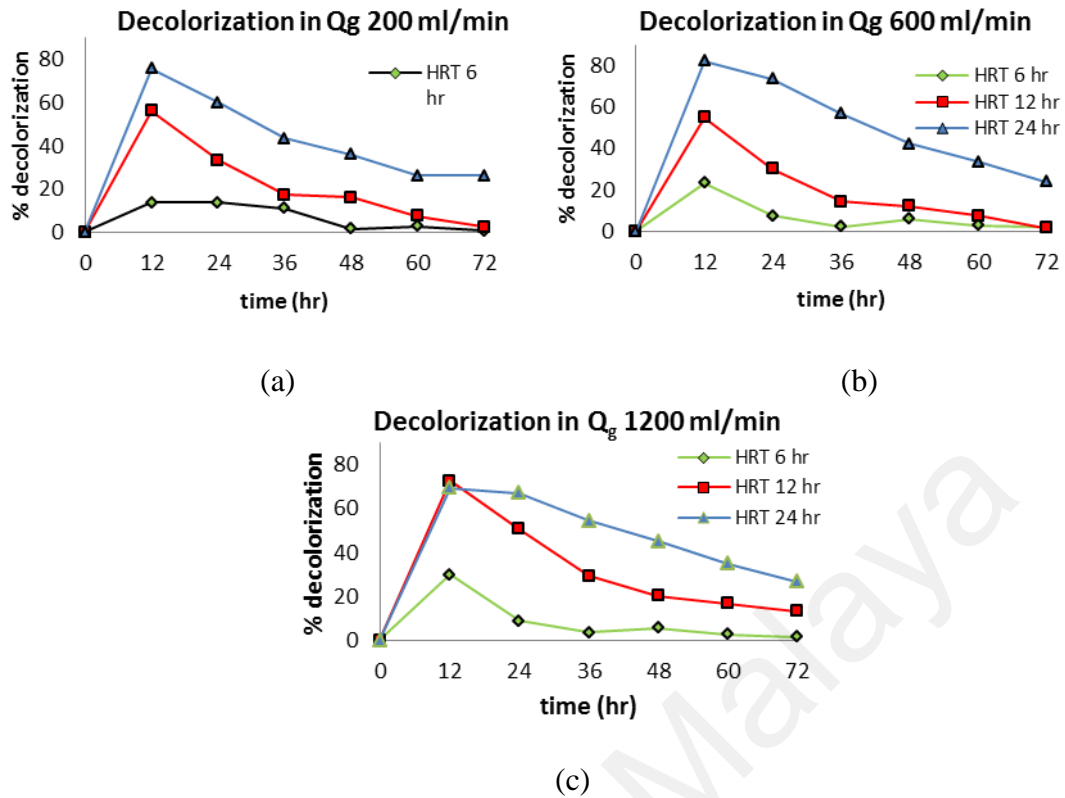 Decolorization in Qg 200 ml/min
% decolorization
80
60
40
20
0
0 12 24 36 48 60 72
time (hr)
HRT 6
hr
(a)
Decolorization in Qg 600 ml/min
% decolorization
80
60
40
20
0
0 12 24 36 48 60 72
time (hr)
HRT 6 hr
HRT 12 hr
HRT 24 hr
(b)
Decolorization in Qg 1200 ml/min
% decolorization
80
60
40
20
0
0 12 24 36 48 60 72
time (hr)
HRT 6 hr
HRT 12 hr
HRT 24 hr
(c)
Malaya